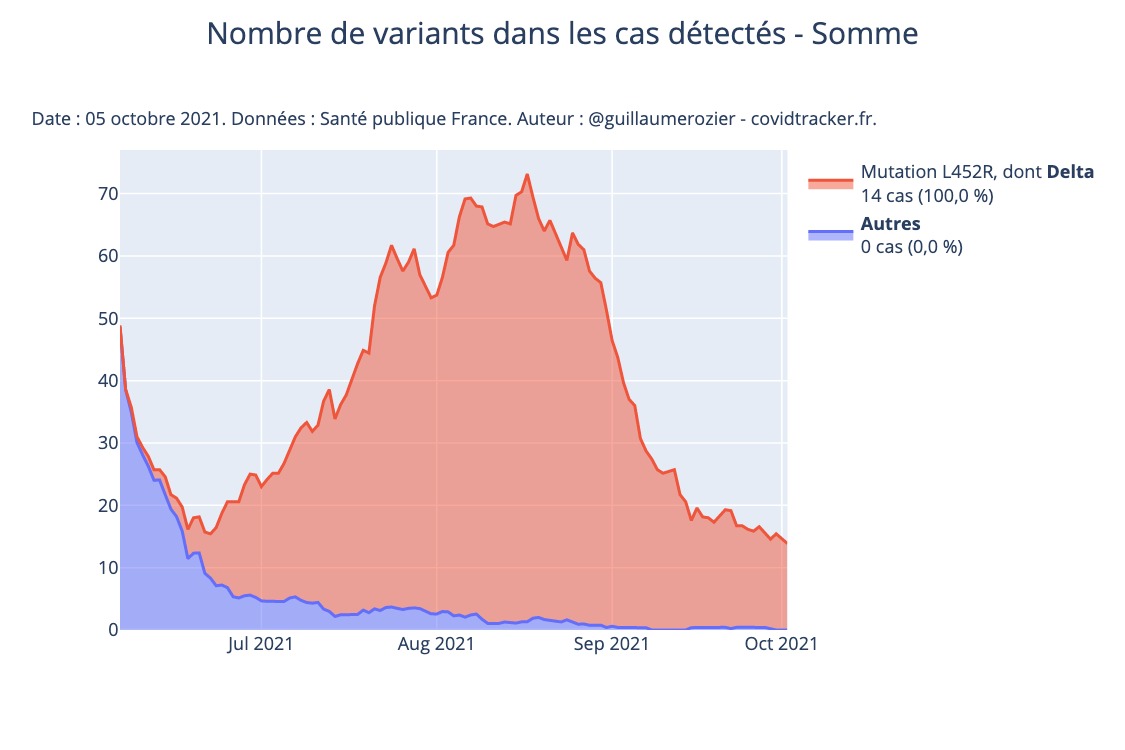 Nombre de variants dans les cas détectés - Somme
Date : 05 octobre 2021. Données : Santé publique France. Auteur : @guillaumerozier - covidtracker.fr.
Mutation L452R, dont Delta
14 cas (100,0 %)
Autres
0 cas (0,0 %)
70
60
50
40
30
20
10
0
Jul 2021
Aug 2021
Sep 2021
Oct 2021